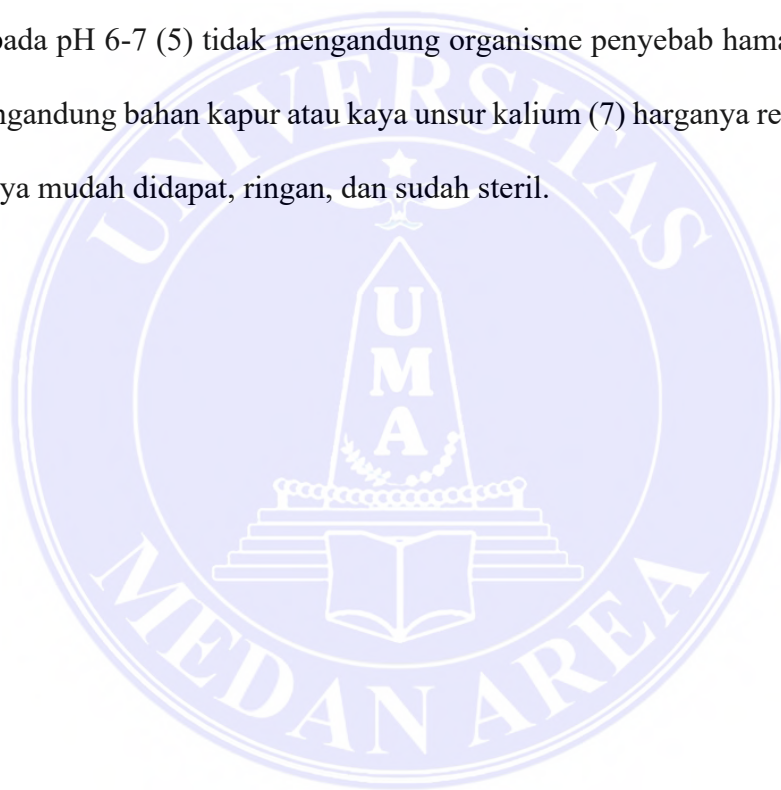 pada pH 6-7 (5) tidak mengandung organisme penyebab hama
ngandung bahan kapur atau kaya unsur kalium (7) harganya re
ya mudah didapat, ringan, dan sudah steril.
UNIVERSITAS
UMA
MEDAN AREA